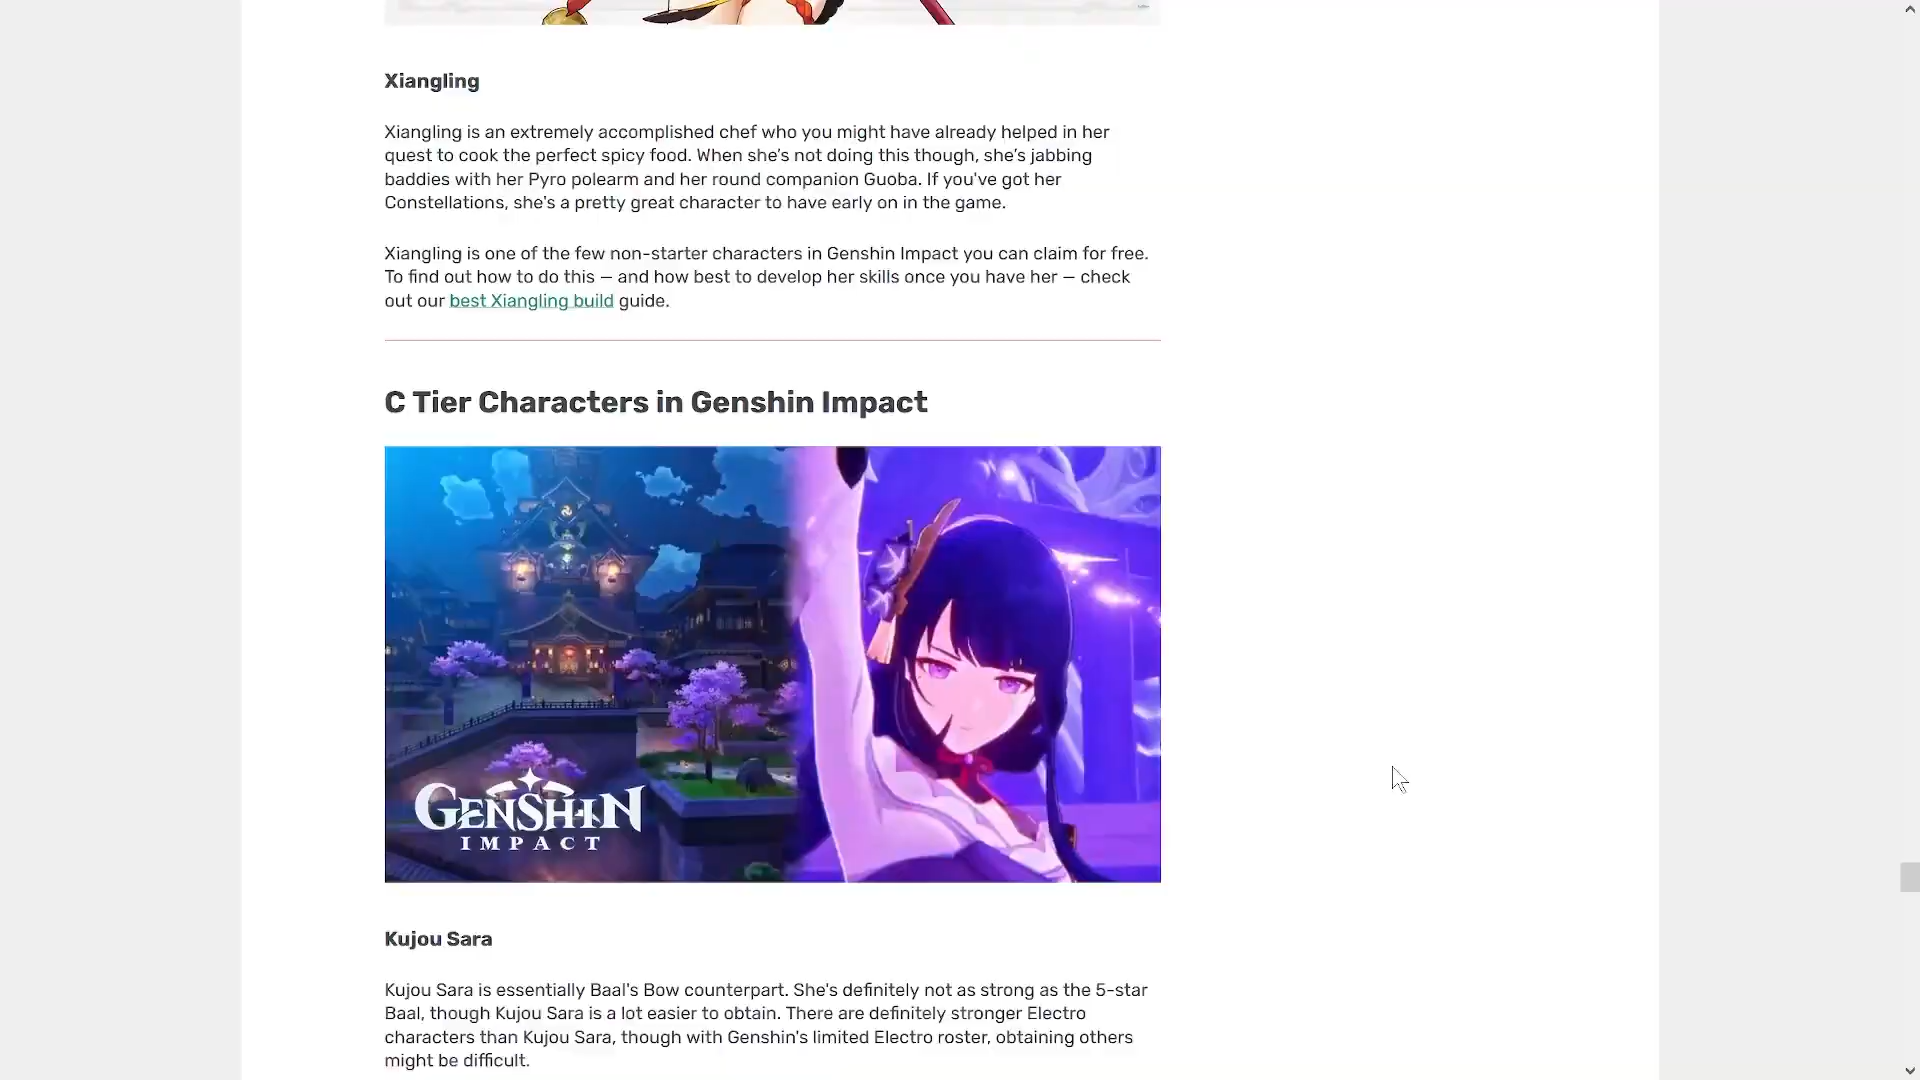 Xiangling
Xiangling is an extremely accomplished chef who you might have already helped in her
quest to cook the perfect spicy food. When she’s not doing this though, she’s jabbing
baddies with her Pyro polearm and her round companion Guoba. If you've got her
Constellations, she's a pretty great character to have early on in the game.
Xiangling is one of the few non-starter characters in Genshin Impact you can claim for free.
To find out how to do this — and how best to develop her skills once you have her — check
out our best Xiangling build guide.
C Tier Characters in Genshin Impact
GENSHIN
IMPACT
Kujou Sara
Kujou Sara is essentially Baal's Bow counterpart. She's definitely not as strong as the 5-star
Baal, though Kujou Sara is a lot easier to obtain. There are definitely stronger Electro
characters than Kujou Sara, though with Genshin's limited Electro roster, obtaining others
might be difficult.